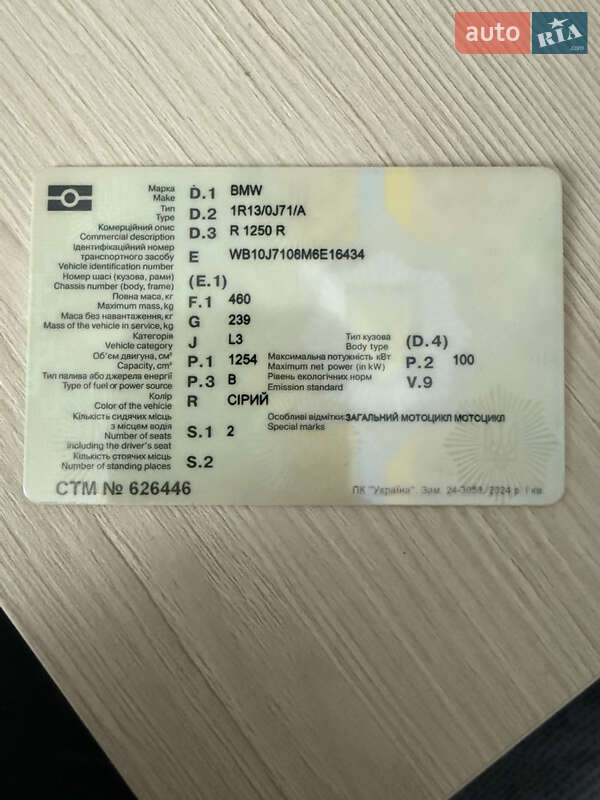 auto RIA .com
Марка D.1 BMW
Make
Тип D.2 1R13/0J71/A
Type
Комерційний опис D.3 R 1250 R
Commercial description
Ідентифікаційний номер
транспортного засобу E WB10J7106M6E16434
Vehicle identification number
Номер шасі (кузова, рами) (E.1)
Chassis number (body, frame)
Повна маса, кг F.1 460
Maximum mass, kg
Маса без навантаження, кг G 239
Mass of the vehicle in service, kg
Категорія J L3 Тип кузова (D.4)
Vehicle category Body type
Об'єм двигуна, см³ P.1 1254 Максимальна потужність кВт P.2 100
Capacity, cm³ Maximum net power (in kW)
Тип палива або джерела енергії P.3 B Рівень екологічних норм V.9
Type of fuel or power source Emission standard
Колір R СІРИЙ
Color of the vehicle
Кількість сидячих місць Особливі відмітки: ЗАГАЛЬНИЙ МОТОЦИКЛ МОТОЦИКЛ
з місцем водія S.1 2 Special marks
Number of seats
including the driver's seat
Кількість стоячих місць S.2
Number of standing places
СТМ № 626446 ПК "Україна". Зам. 24-3058/2024 р. І кв.